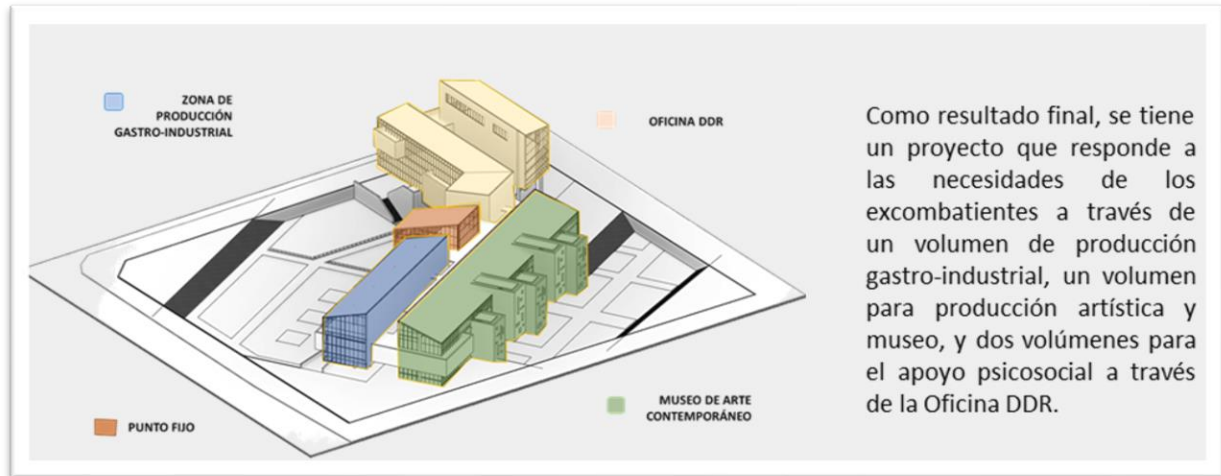 ZONA DE
PRODUCCIÓN
GASTRO-INDUSTRIAL
OFICINA DDR
PUNTO FIJO
MUSEO DE ARTE
CONTEMPORÁNEO
Como resultado final, se tiene
un proyecto que responde a
las necesidades de los
excombatientes a través de
un volumen de producción
gastro-industrial, un volumen
para producción artística y
museo, y dos volúmenes para
el apoyo psicosocial a través
de la Oficina DDR.